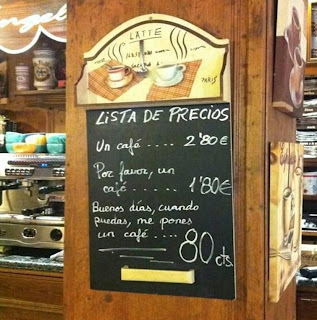 LATTE
PARIS
LISTA DE PRECIOS
Un café .... 2'80€
Por favor, un
café ..... 1'80€
Buenos días, cuando
puedas, me pones
un café .... 80 cts.